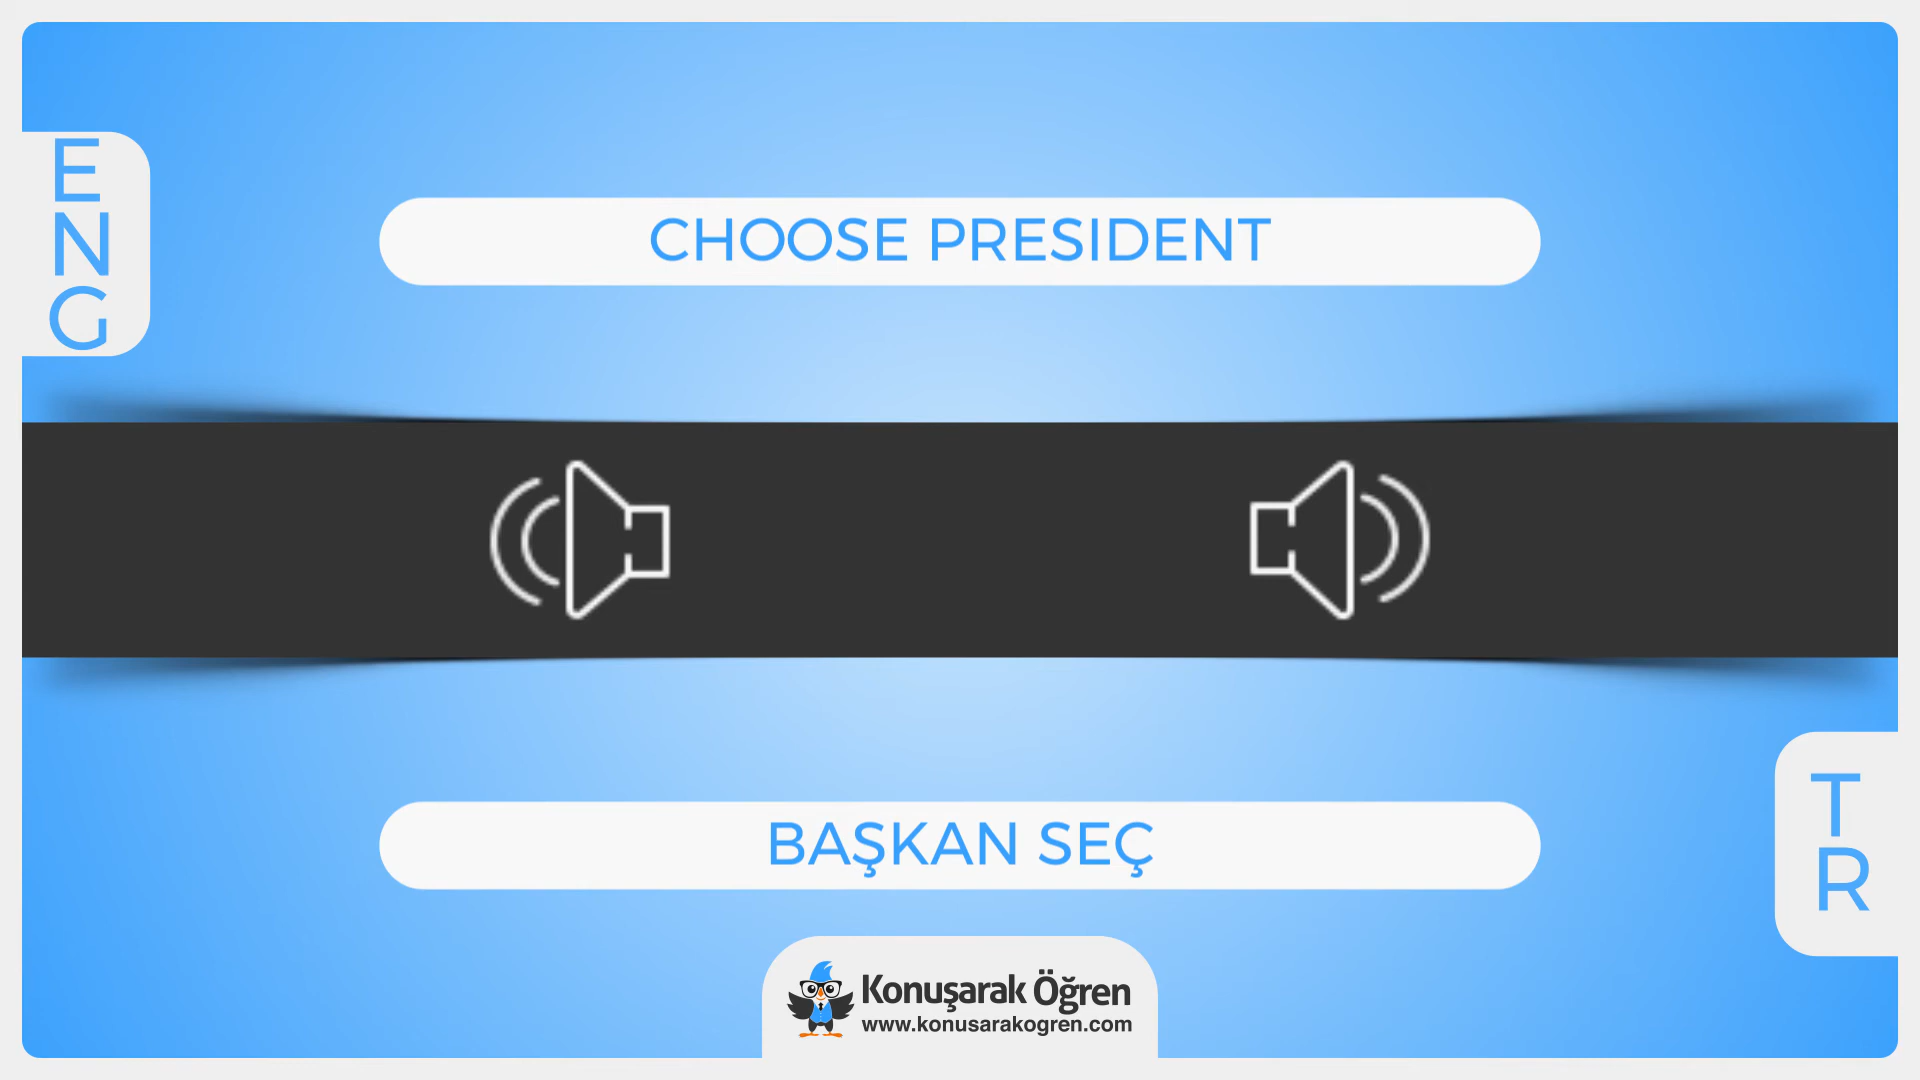 ENG
CHOOSE PRESIDENT
BAŞKAN SEÇ
TR
Konuşarak Öğren
www.konusarakogren.com